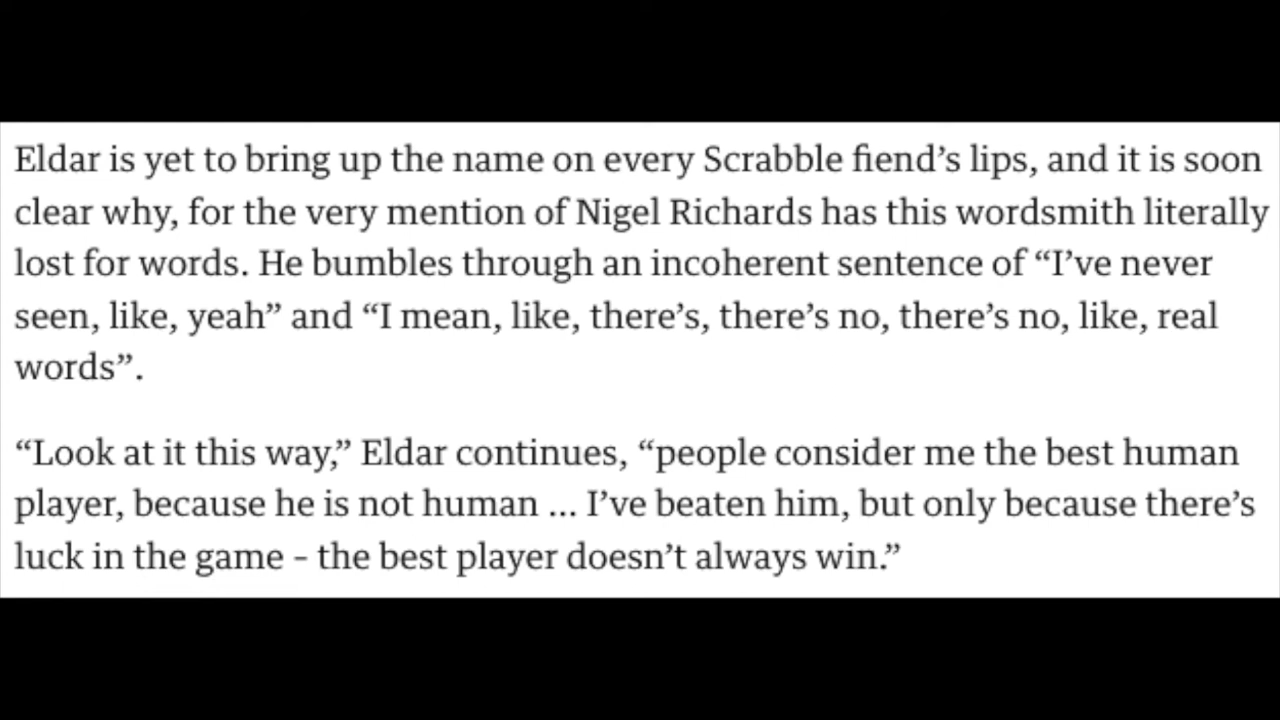 Eldar is yet to bring up the name on every Scrabble fiend’s lips, and it is soon
clear why, for the very mention of Nigel Richards has this wordsmith literally
lost for words. He bumbles through an incoherent sentence of “I’ve never
seen, like, yeah” and “I mean, like, there’s, there’s no, there’s no, like, real
words”.
“Look at it this way,” Eldar continues, “people consider me the best human
player, because he is not human ... I’ve beaten him, but only because there’s
luck in the game – the best player doesn’t always win.”